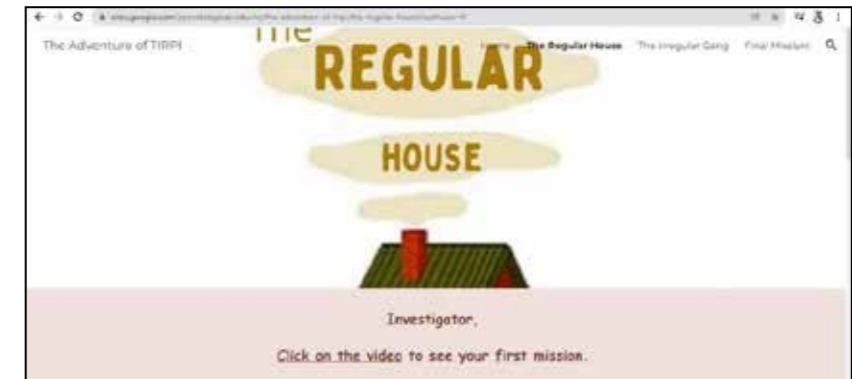 The Adventure of TIRPI
Home The Regular House The Irregular Gang Final Mission
The
REGULAR
HOUSE
Investigator,
Click on the video to see your first mission.